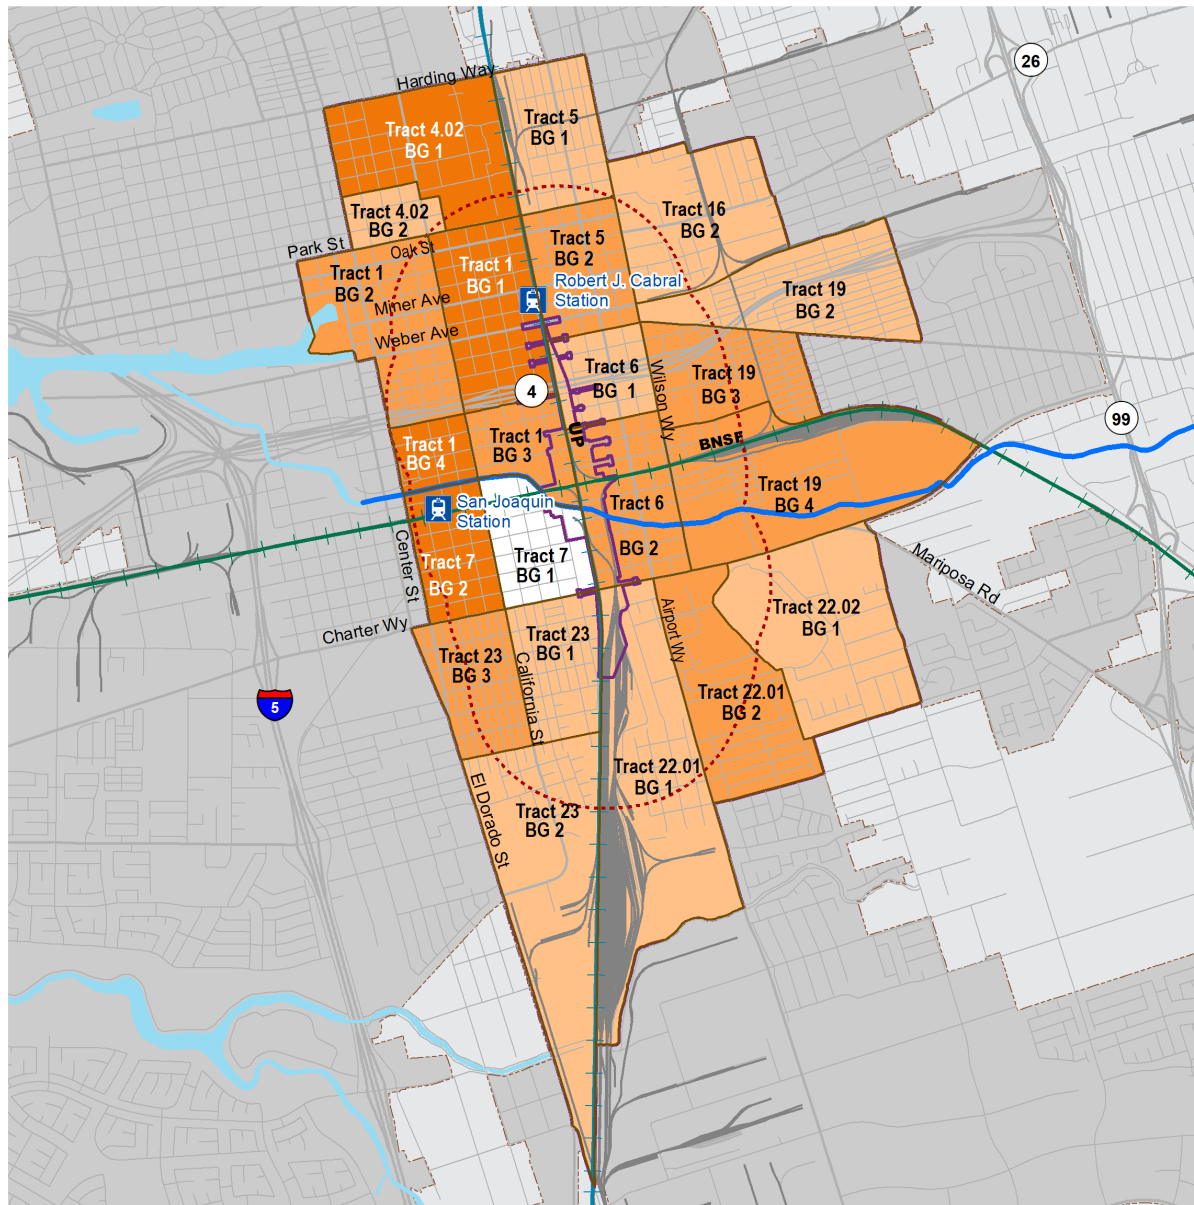 Harding Way
26
Tract 5
BG 1
Tract 4.02
BG 1
Tract 4.02
BG 2
Tract 16
BG 2
Park St
Oak St
Tract 5
BG 2
Tract 1
BG 2
Tract 1
BG 1
Robert J. Cabral
Station
Miner Ave
Weber Ave
Tract 19
BG 2
Tract 6
BG 1
Wilson Wy
Tract 19
BG 3
4
99
UP
BNSF
Tract 1
BG 3
Tract 1
BG 4
San Joaquin
Station
Tract 6
BG 2
Tract 19
BG 4
Center St
Tract 7
BG 2
Tract 7
BG 1
Mariposa Rd
Charter Wy
Tract 23
BG 1
Airport Wy
Tract 22.02
BG 1
Tract 23
BG 3
California St
5
Tract 22.01
BG 2
Tract 22.01
BG 1
El Dorado St
Tract 23
BG 2